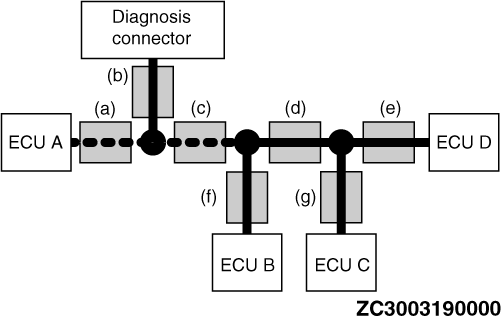 Diagnosis
connector
(b)
(a)
(c)
(d)
(e)
ECU A
ECU D
(f)
(g)
ECU B
ECU C
ZC3003190000